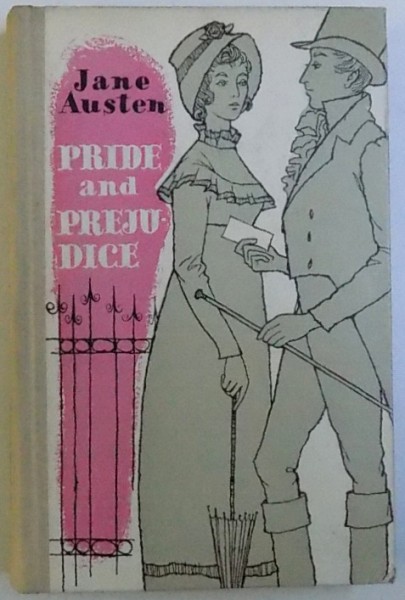 Jane
Austen
PRIDE
and
PREJU-
DICE